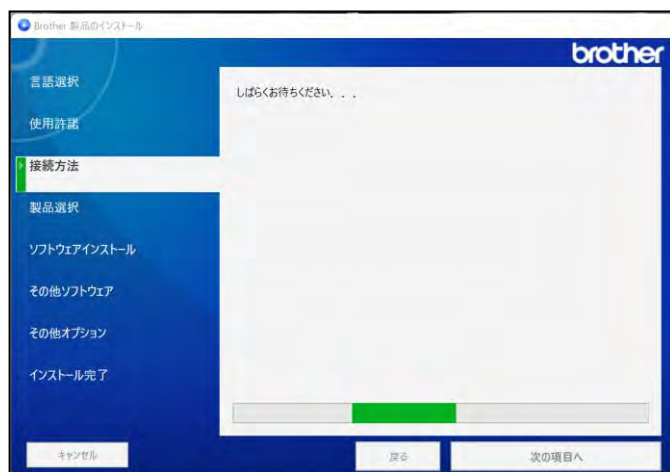 Brother 製品のインストール
brother
言語選択
使用許諾
接続方法
製品選択
ソフトウェアインストール
その他ソフトウェア
その他オプション
インストール完了
しばらくお待ちください．．．
キャンセル
戻る
次の項目へ